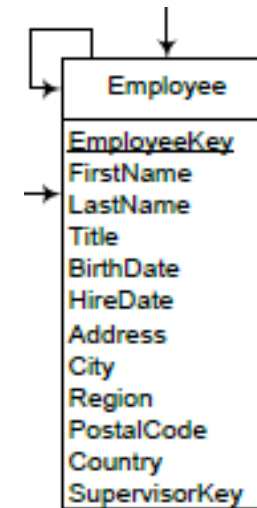 Employee
EmployeeKey
FirstName
LastName
Title
BirthDate
HireDate
Address
City
Region
PostalCode
Country
SupervisorKey